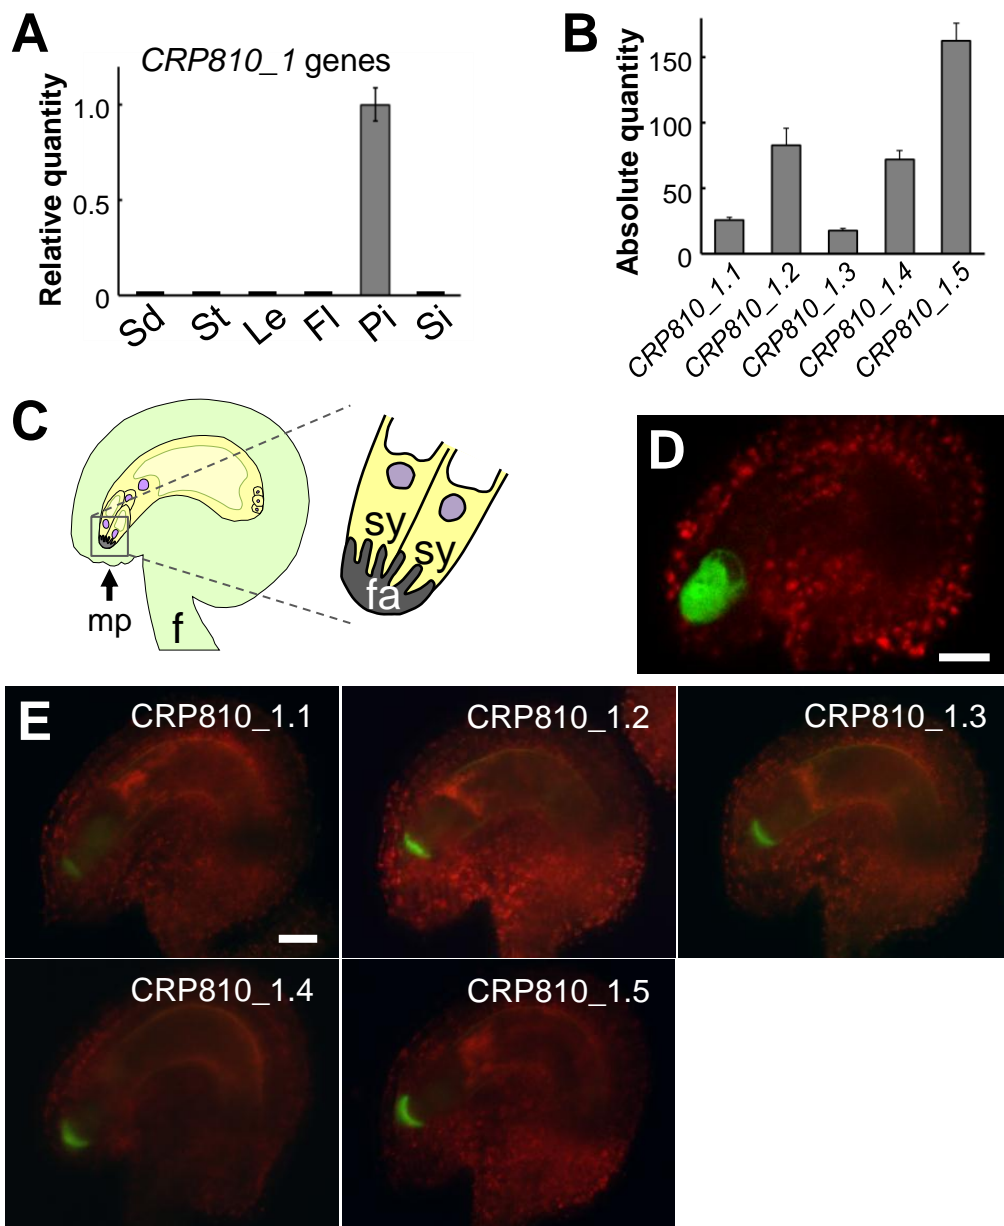 A
CRP810_1 genes
Relative quantity
1.0
0.5
0
Sd St Le Fl Pi Si
B
Absolute quantity
150
100
50
0
CRP810_1.1 CRP810_1.2 CRP810_1.3 CRP810_1.4 CRP810_1.5
C
mp
f
sy
sy
fa
D
E
CRP810_1.1
CRP810_1.2
CRP810_1.3
CRP810_1.4
CRP810_1.5